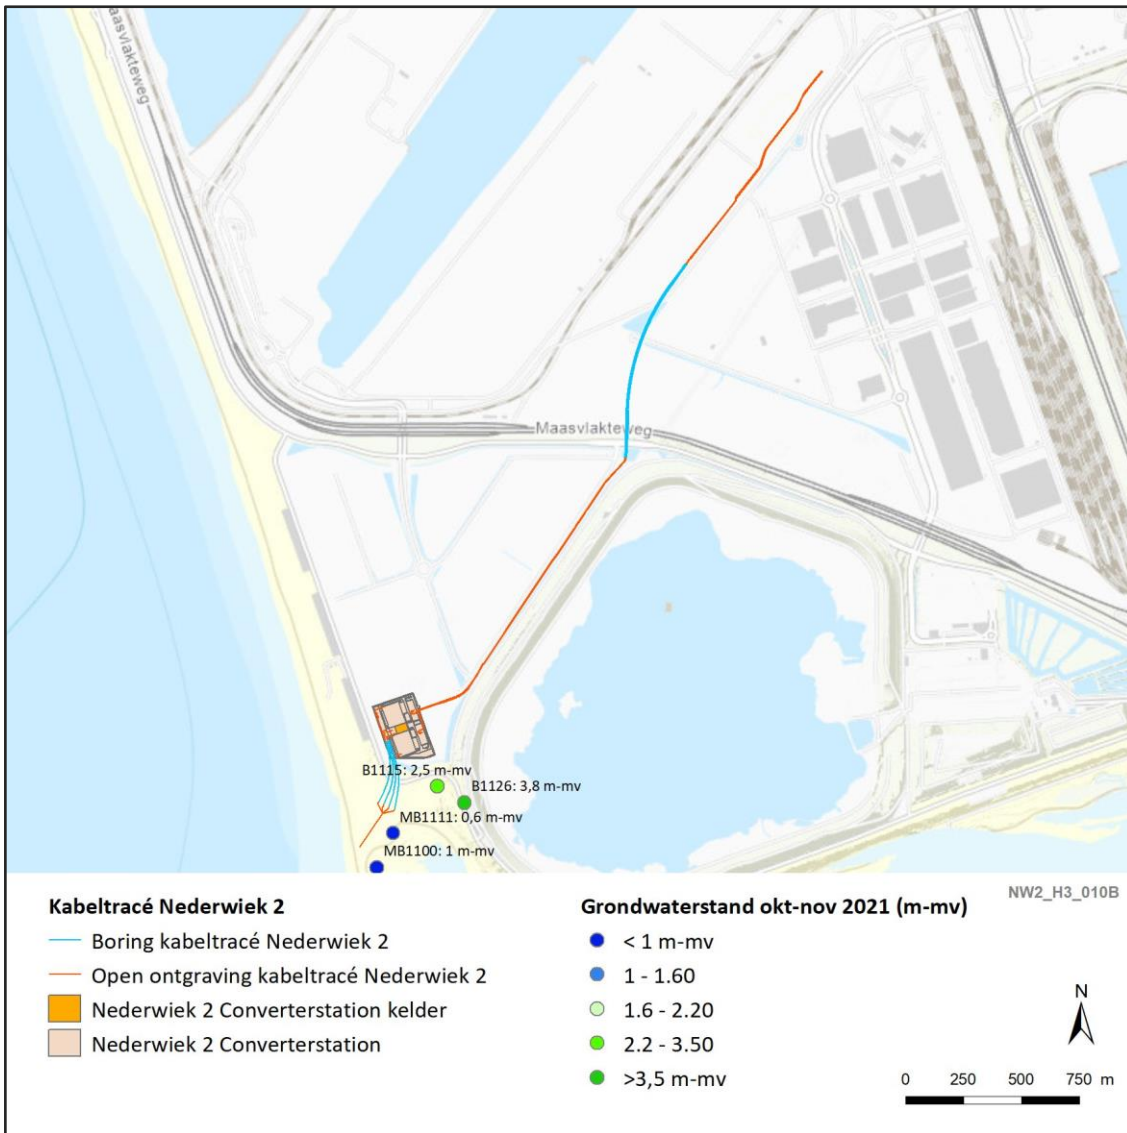 Maasvlakteweg
Maasvlakteweg
B1115: 2,5 m-mv
B1126: 3,8 m-mv
MB1111: 0,6 m-mv
MB1100: 1 m-mv
NW2_H3_010B
Kabeltracé Nederwiek 2
Boring kabeltracé Nederwiek 2
Open ontgraving kabeltracé Nederwiek 2
Nederwiek 2 Converterstation kelder
Nederwiek 2 Converterstation
Grondwaterstand okt-nov 2021 (m-mv)
< 1 m-mv
1 - 1.60
1.6 - 2.20
2.2 - 3.50
>3,5 m-mv
N
0 250 500 750 m